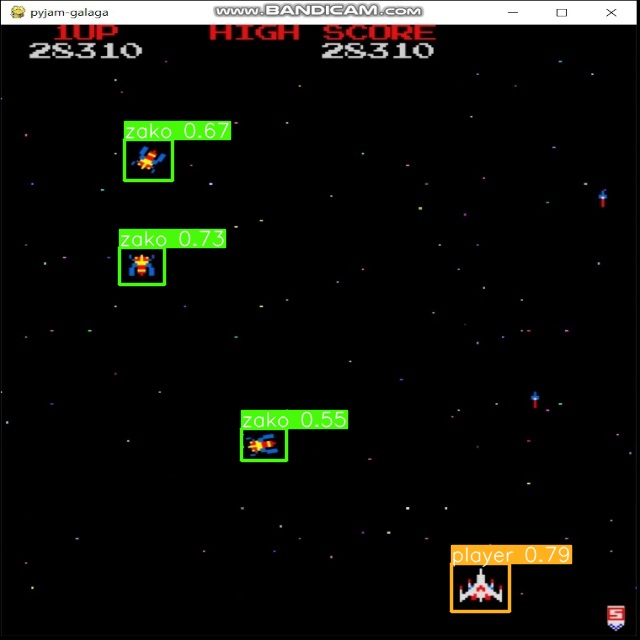 pyjam-galaga
www.BANDICAM.com
1UP HIGH SCORE
28310 28310
zako 0.67
zako 0.73
zako 0.55
player 0.79
5